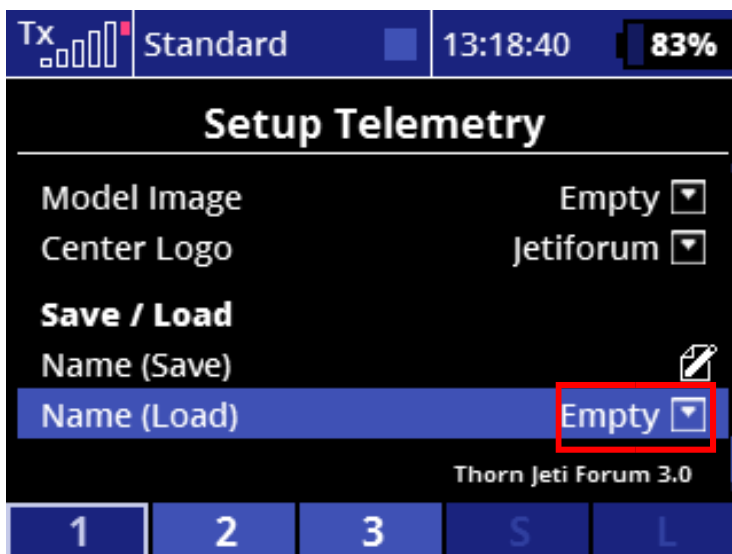 Tx Standard 13:18:40 83%
Setup Telemetry
Model Image Empty
Center Logo Jetiforum
Save / Load
Name (Save)
Name (Load) Empty
Thorn Jeti Forum 3.0
1 2 3 S L